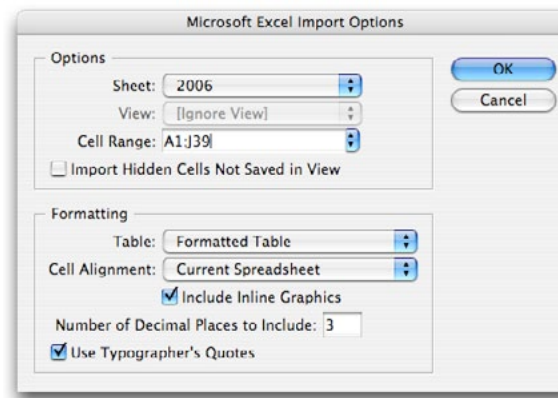 Microsoft Excel Import Options
Options
Sheet: 2006
View: [Ignore View]
Cell Range: A1:J39
Import Hidden Cells Not Saved in View
OK
Cancel
Formatting
Table: Formatted Table
Cell Alignment: Current Spreadsheet
Include Inline Graphics
Number of Decimal Places to Include: 3
Use Typographer's Quotes